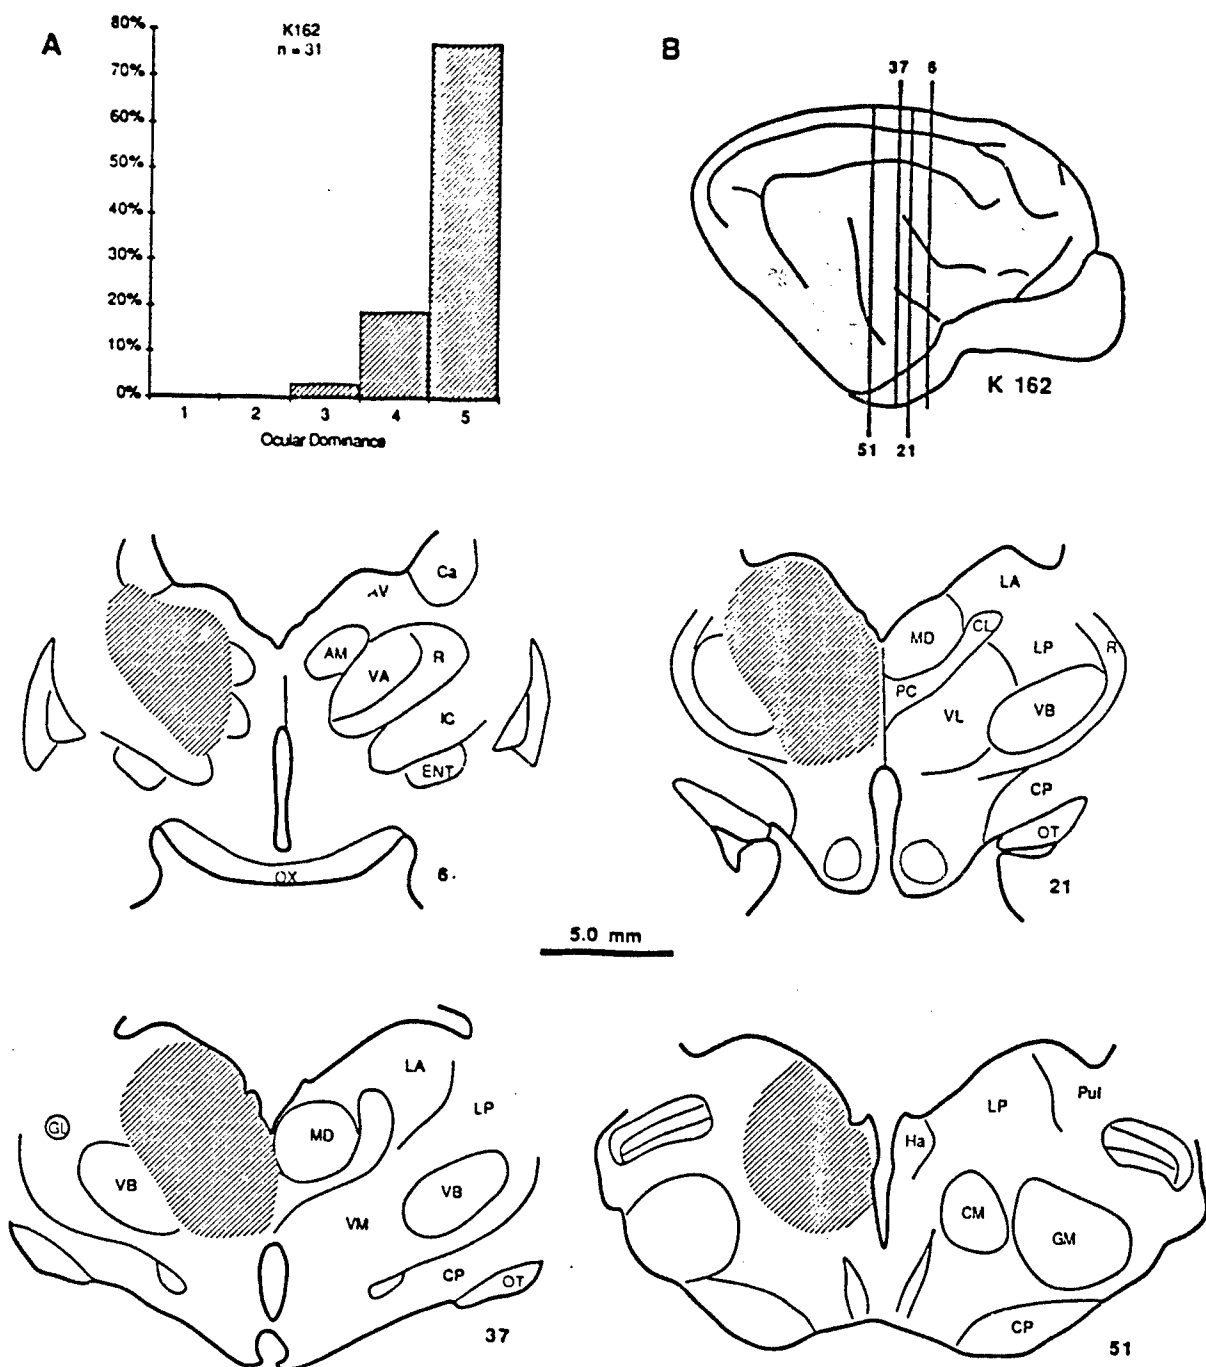 A
K162
n = 31
80%
70%
60%
50%
40%
30%
20%
10%
0%
1 2 3 4 5
Ocular Dominance
B
37 6
K 162
51 21
Ca
AV
AM
VA
R
IC
ENT
OX
6.
LA
MD
CL
LP
R
PC
VL
VB
CP
OT
21
5.0 mm
LA
LP
GL
MD
VB
VB
VM
CP
OT
37
LP
Pul
Ha
CM
GM
CP
51